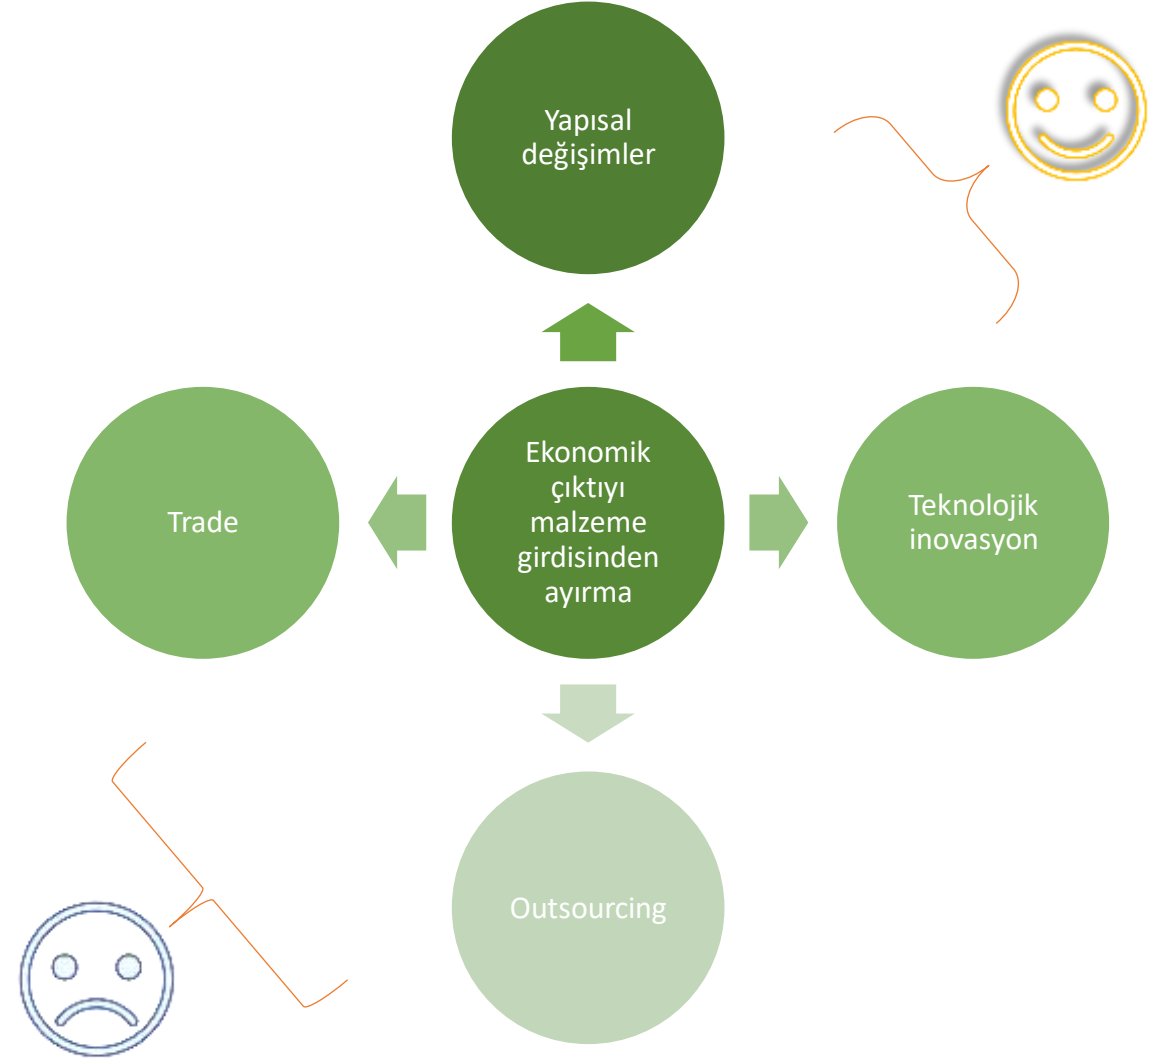 Yapısal
değişimler
Trade
Ekonomik
çıktıyı
malzeme
girdisinden
ayırma
Teknolojik
inovasyon
Outsourcing